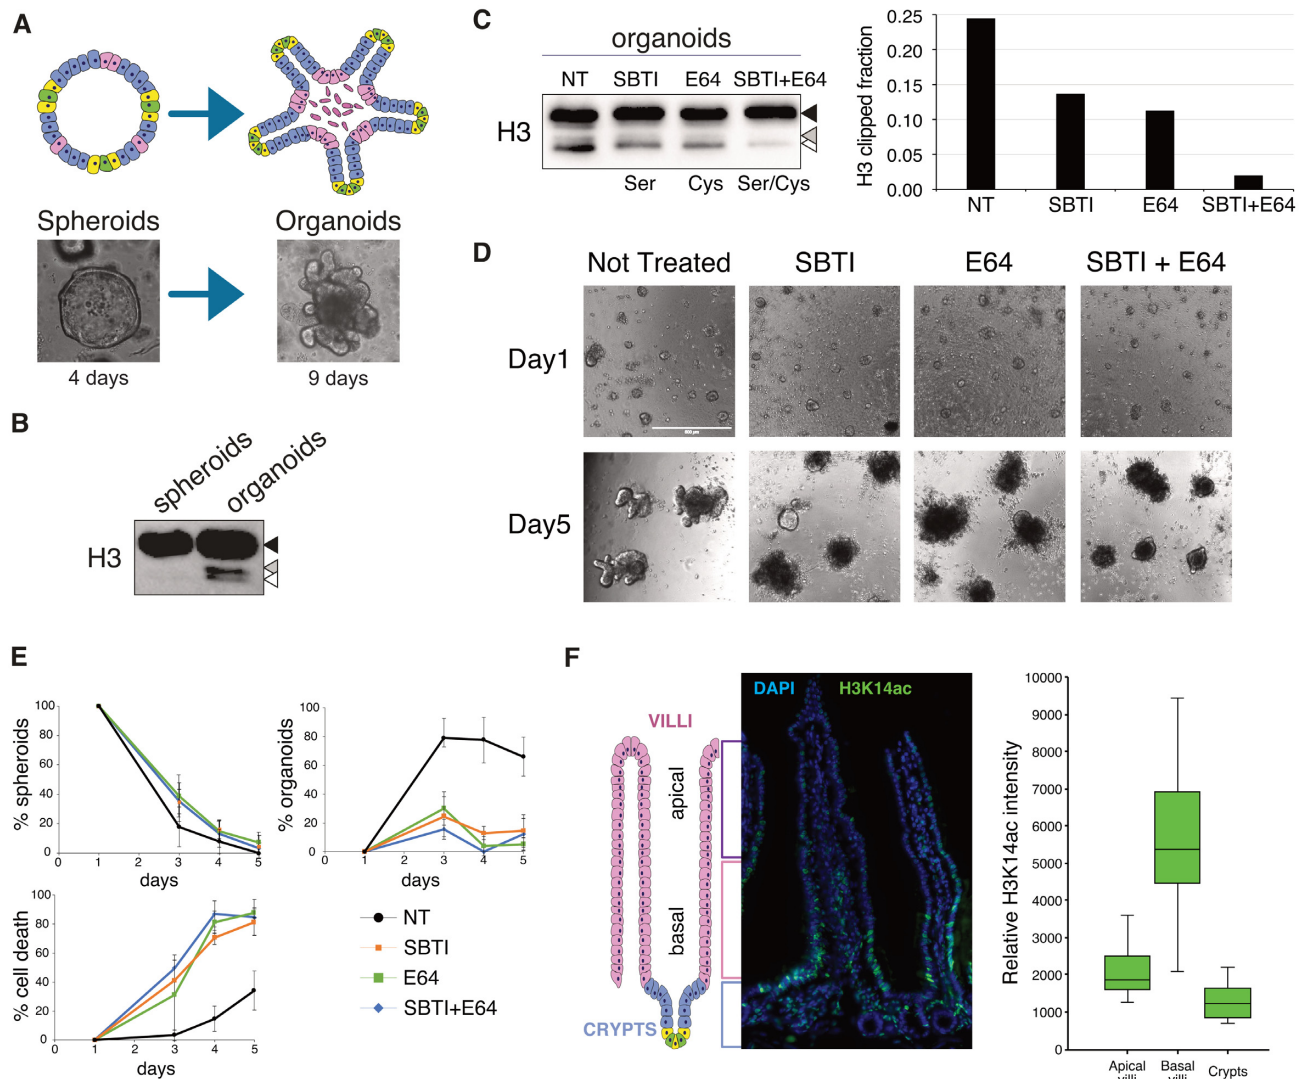 A
Spheroids
Organoids
4 days
9 days
B
spheroids
organoids
H3
C
organoids
NT
SBTI
E64
SBTI+E64
H3
Ser
Cys
Ser/Cys
H3 clipped fraction
0.25
0.20
0.15
0.10
0.05
0.00
NT
SBTI
E64
SBTI+E64
D
Not Treated
SBTI
E64
SBTI + E64
Day1
Day5
E
% spheroids
100
80
60
40
20
0
0
1
2
3
4
5
days
% organoids
100
80
60
40
20
0
0
1
2
3
4
5
days
% cell death
100
80
60
40
20
0
0
1
2
3
4
5
days
NT
SBTI
E64
SBTI+E64
F
VILLI
apical
basal
CRYPTS
DAPI
H3K14ac
Relative H3K14ac intensity
10000
9000
8000
7000
6000
5000
4000
3000
2000
1000
0
Apical
villi
Basal
villi
Crypts